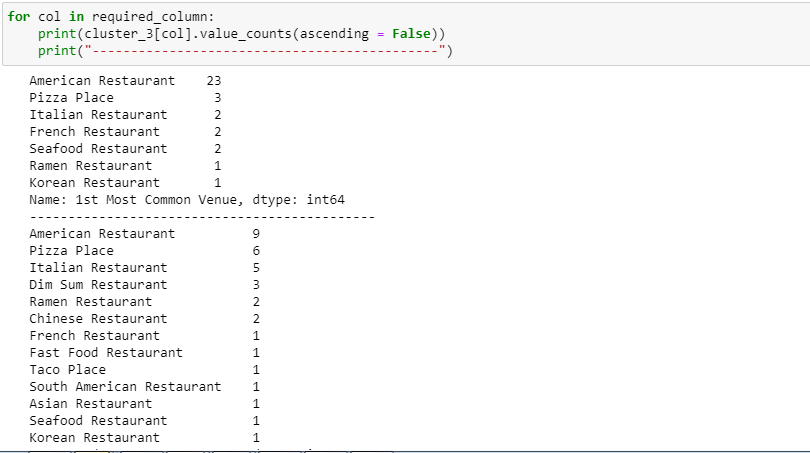 for col in required_column:
    print(cluster_3[col].value_counts(ascending = False))
    print("---------------------------------------------")
American Restaurant    23
Pizza Place             3
Italian Restaurant      2
French Restaurant       2
Seafood Restaurant      2
Ramen Restaurant        1
Korean Restaurant       1
Name: 1st Most Common Venue, dtype: int64
---------------------------------------------
American Restaurant          9
Pizza Place                  6
Italian Restaurant           5
Dim Sum Restaurant           3
Ramen Restaurant             2
Chinese Restaurant           2
French Restaurant            1
Fast Food Restaurant         1
Taco Place                   1
South American Restaurant    1
Asian Restaurant             1
Seafood Restaurant           1
Korean Restaurant            1